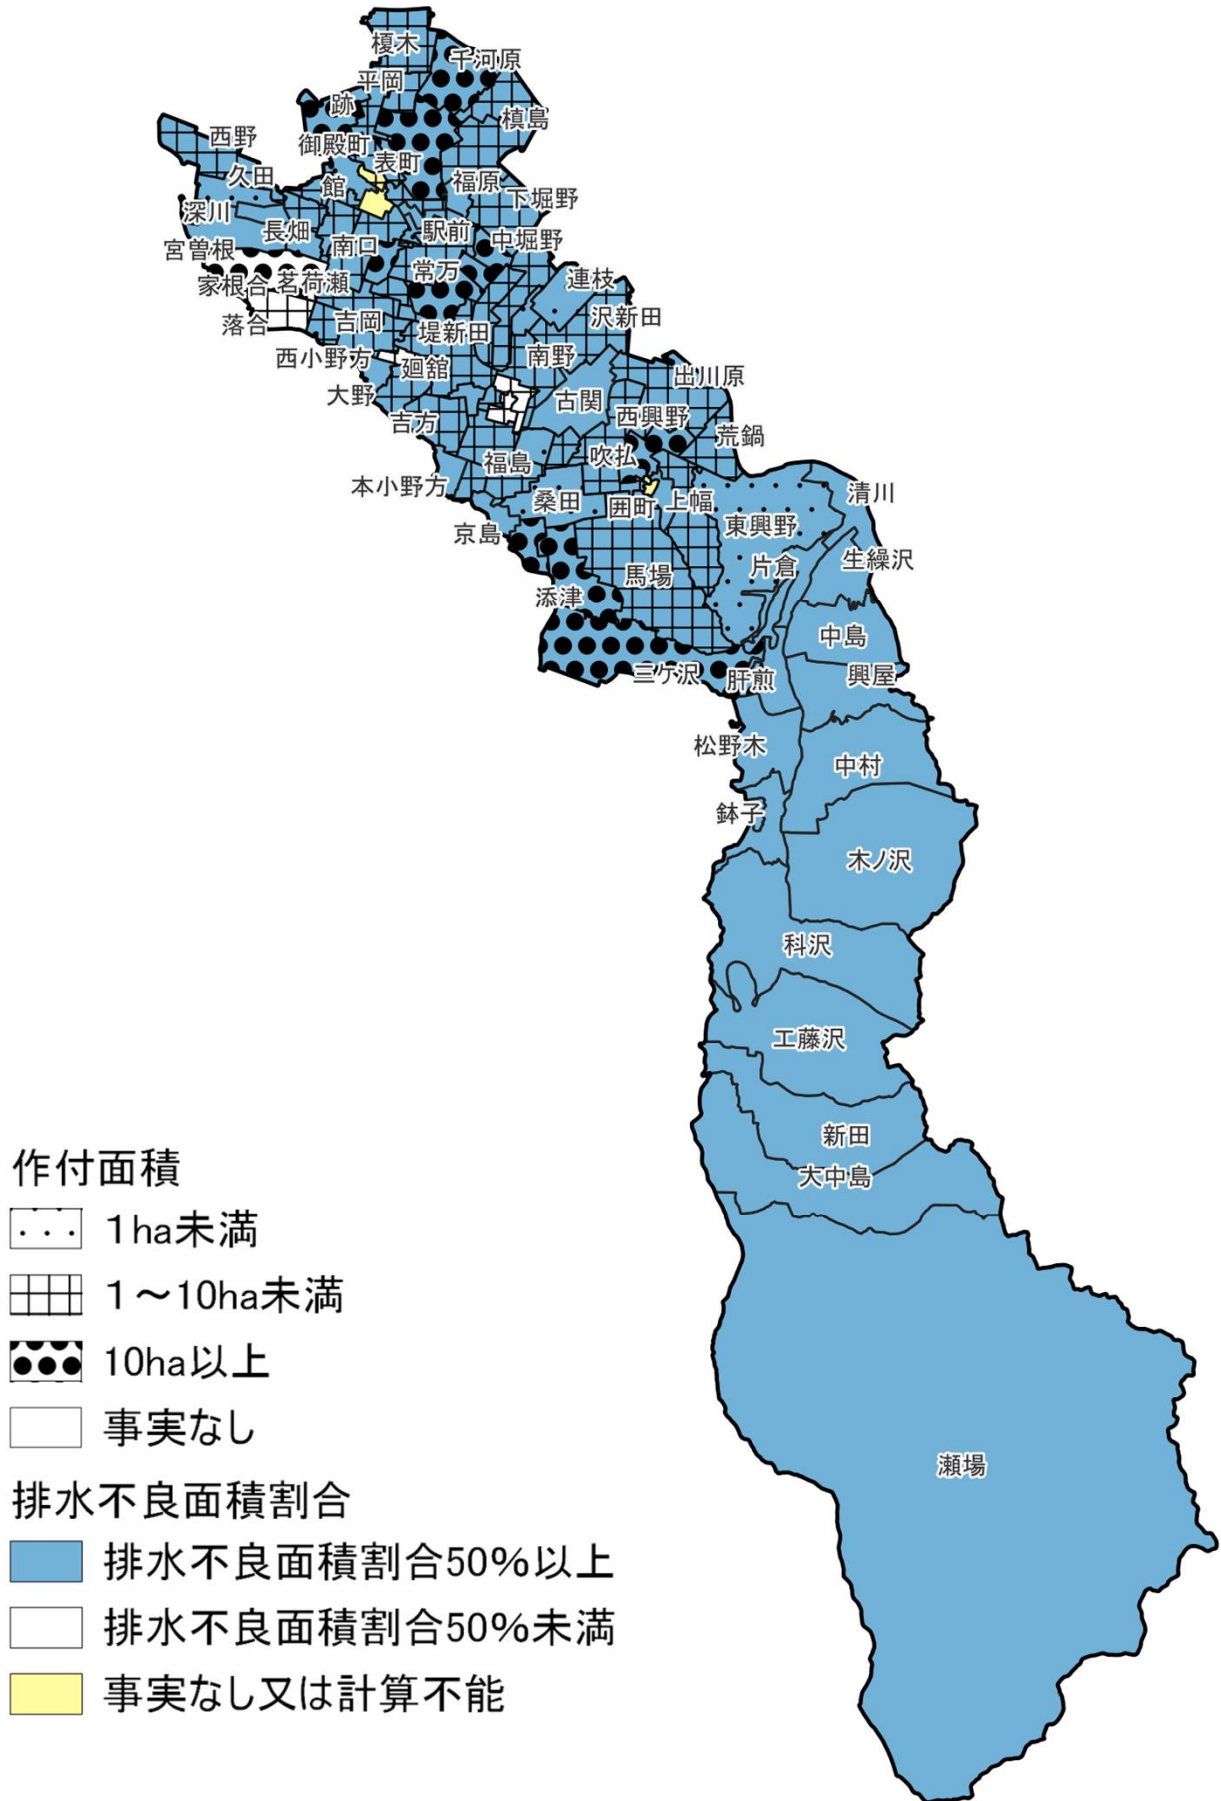 榎木
千河原
平岡
跡
槙島
西野
御殿町
表町
久田
館
福原
下堀野
深川
長畑
駅前
中堀野
宮曽根
南口
常万
家根合
茗荷瀬
連枝
落合
吉岡
堤新田
沢新田
西小野方
廻舘
南野
出川原
大野
古関
西興野
吉方
荒鍋
福島
吹払
本小野方
桑田
囲町
上幅
清川
京島
東興野
片倉
生繰沢
添津
馬場
中島
三ケ沢
肝煎
興屋
松野木
中村
鉢子
木ノ沢
科沢
工藤沢
新田
大中島
瀬場
作付面積
1ha未満
1～10ha未満
10ha以上
事実なし
排水不良面積割合
排水不良面積割合50%以上
排水不良面積割合50%未満
事実なし又は計算不能